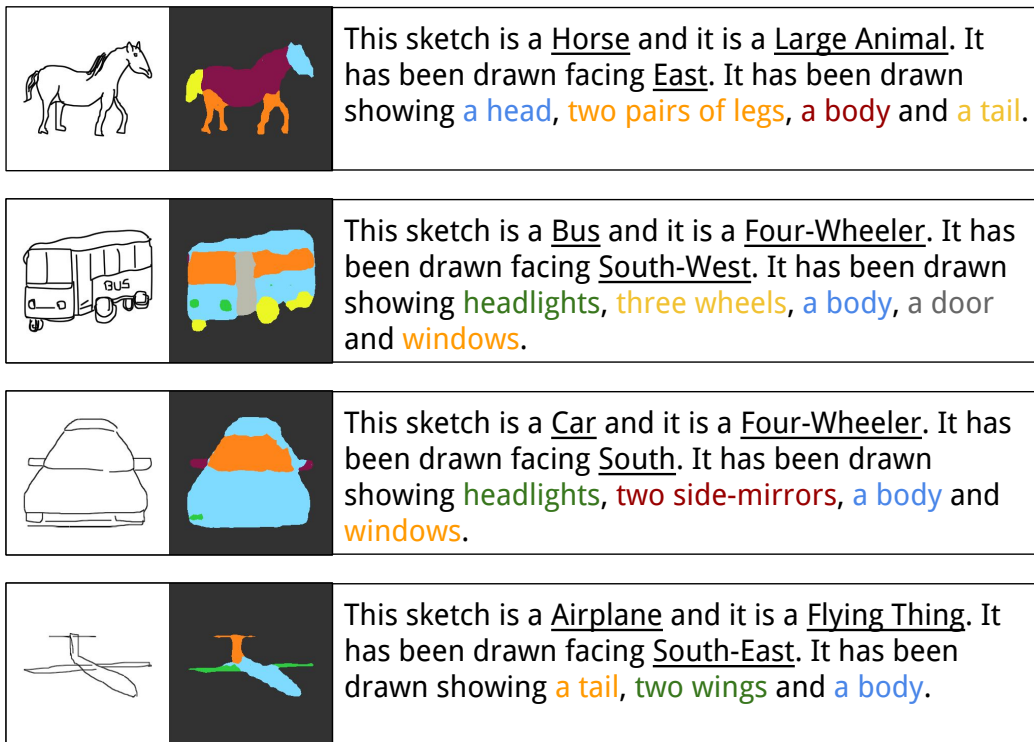 This sketch is a Horse and it is a Large Animal. It
has been drawn facing East. It has been drawn
showing a head, two pairs of legs, a body and a tail.
BUS
This sketch is a Bus and it is a Four-Wheeler. It has
been drawn facing South-West. It has been drawn
showing headlights, three wheels, a body, a door
and windows.
This sketch is a Car and it is a Four-Wheeler. It has
been drawn facing South. It has been drawn
showing headlights, two side-mirrors, a body and
windows.
This sketch is a Airplane and it is a Flying Thing. It
has been drawn facing South-East. It has been
drawn showing a tail, two wings and a body.